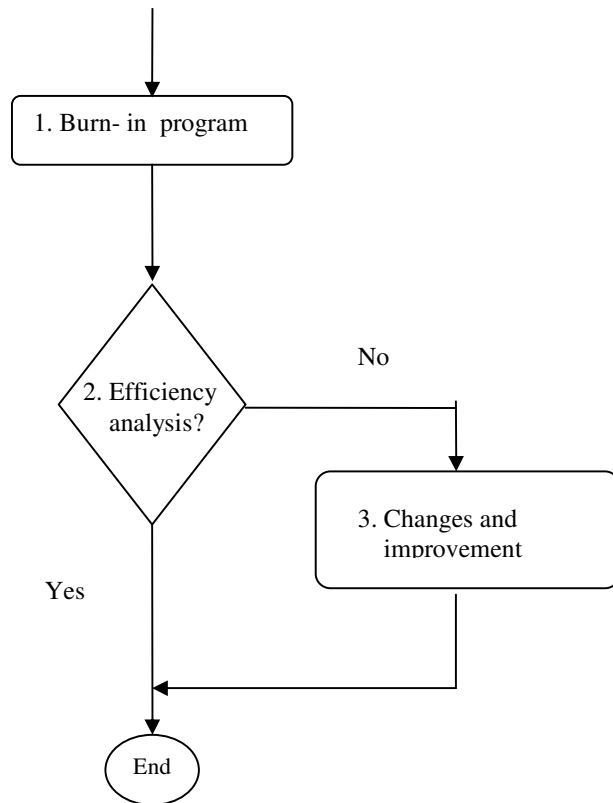 1. Burn- in program
No
2. Efficiency
analysis?
3. Changes and
improvement
Yes
End